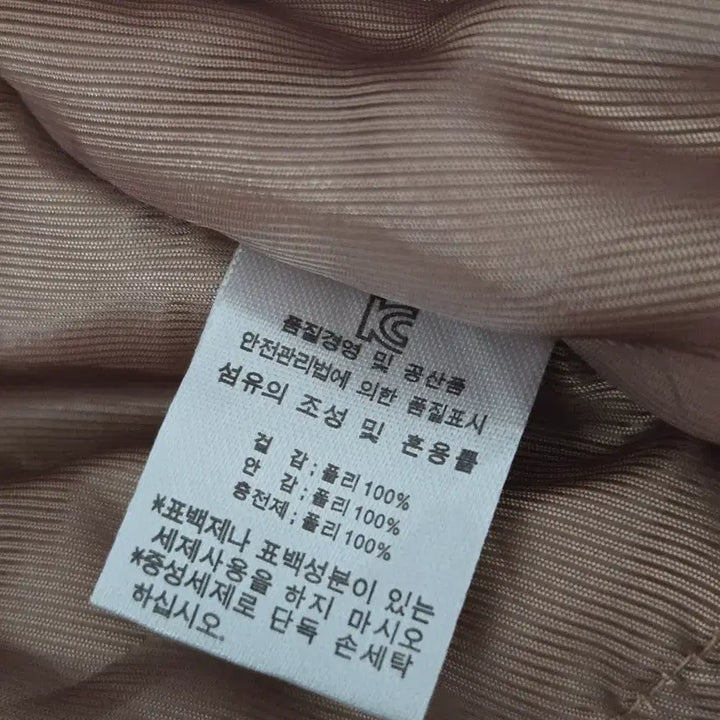 KC
품질경영 및 공산품
안전관리법에 의한 품질표시
섬유의 조성 및 혼용률
겉 감 ; 폴리 100%
안 감 ; 폴리 100%
충전제 ; 폴리 100%
*표백제나 표백성분이 있는
세제사용을 하지 마시오
*중성세제로 단독 손세탁
하십시오.